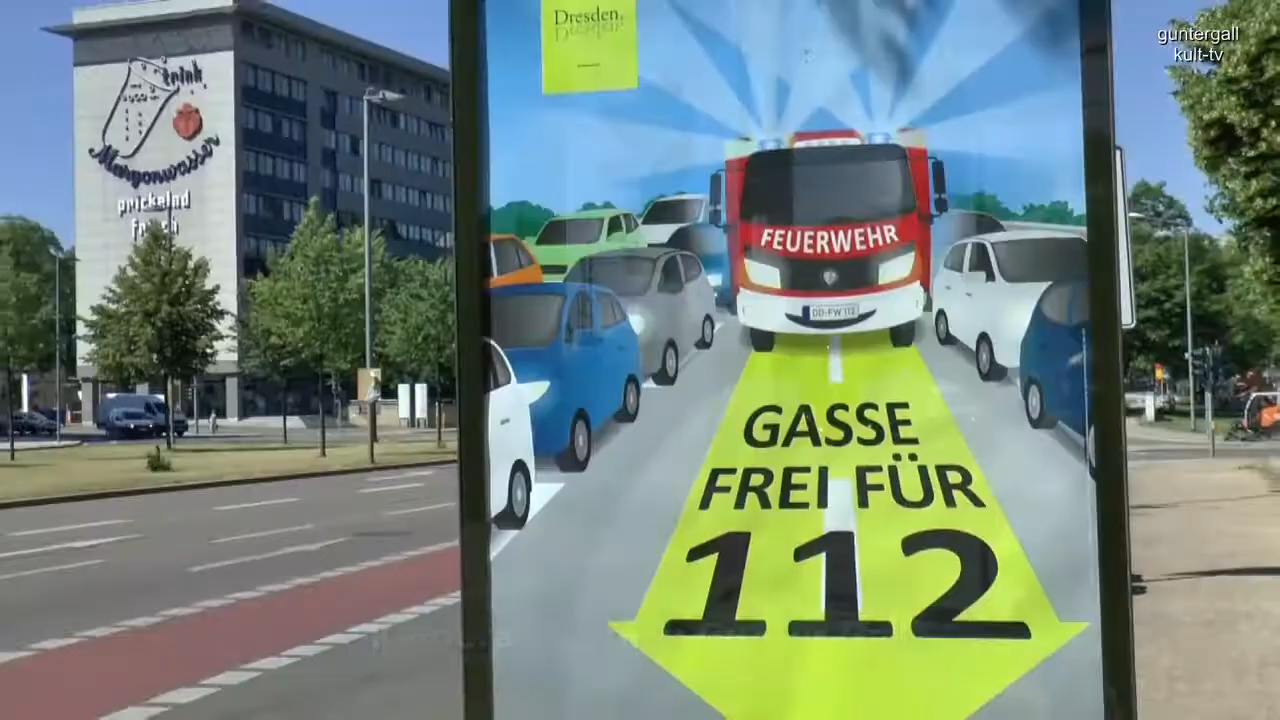 guntergall
kult-tv
Dresden.
trink
Margonwasser
prickelnd
frisch
FEUERWEHR
DD-FW 112
GASSE
FREI FÜR
112